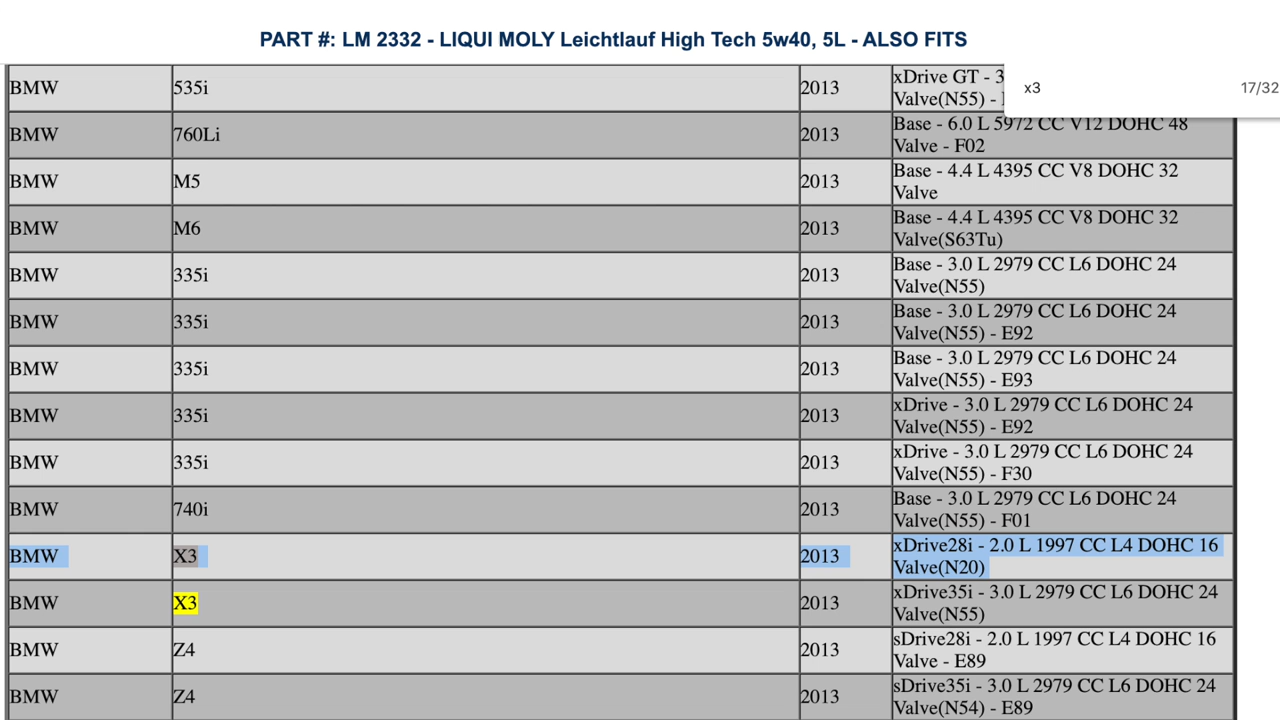 PART #: LM 2332 - LIQUI MOLY Leichtlauf High Tech 5w40, 5L - ALSO FITS
x3 17/32
BMW 535i 2013 xDrive GT - 3
Valve(N55) -
BMW 760Li 2013 Base - 6.0 L 5972 CC V12 DOHC 48
Valve - F02
BMW M5 2013 Base - 4.4 L 4395 CC V8 DOHC 32
Valve
BMW M6 2013 Base - 4.4 L 4395 CC V8 DOHC 32
Valve(S63Tu)
BMW 335i 2013 Base - 3.0 L 2979 CC L6 DOHC 24
Valve(N55)
BMW 335i 2013 Base - 3.0 L 2979 CC L6 DOHC 24
Valve(N55) - E92
BMW 335i 2013 Base - 3.0 L 2979 CC L6 DOHC 24
Valve(N55) - E93
BMW 335i 2013 xDrive - 3.0 L 2979 CC L6 DOHC 24
Valve(N55) - E92
BMW 335i 2013 xDrive - 3.0 L 2979 CC L6 DOHC 24
Valve(N55) - F30
BMW 740i 2013 Base - 3.0 L 2979 CC L6 DOHC 24
Valve(N55) - F01
BMW X3 2013 xDrive28i - 2.0 L 1997 CC L4 DOHC 16
Valve(N20)
BMW X3 2013 xDrive35i - 3.0 L 2979 CC L6 DOHC 24
Valve(N55)
BMW Z4 2013 sDrive28i - 2.0 L 1997 CC L4 DOHC 16
Valve - E89
BMW Z4 2013 sDrive35i - 3.0 L 2979 CC L6 DOHC 24
Valve(N54) - E89